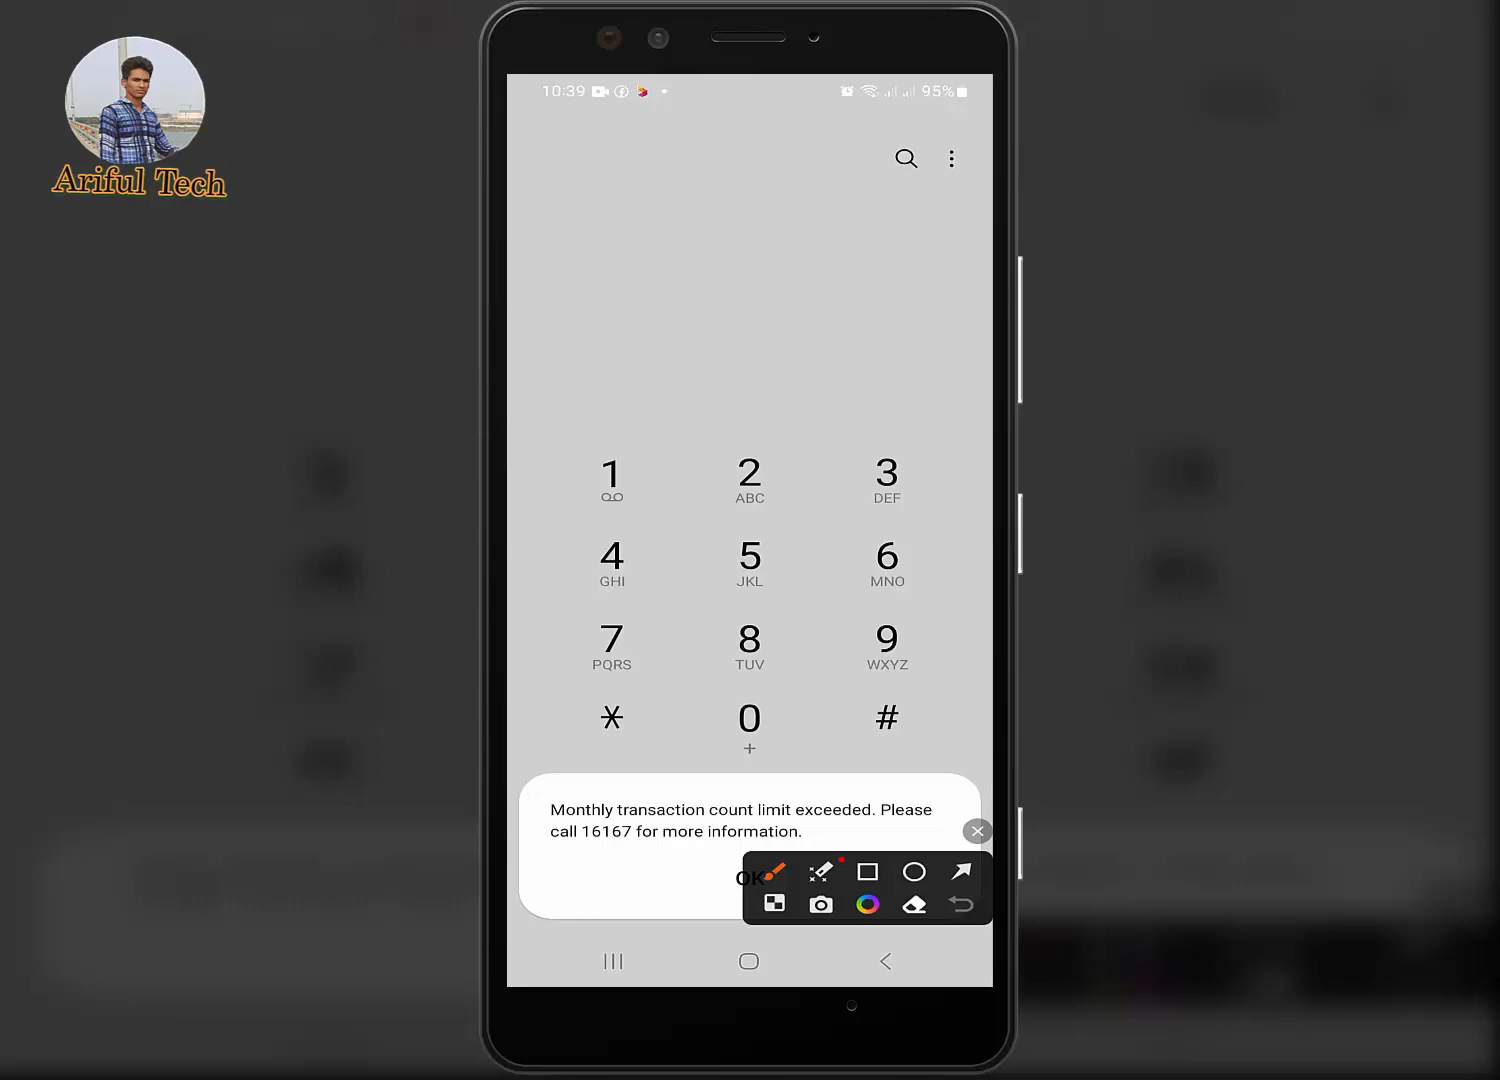 Ariful Tech
10:39
95%
1
2
ABC
3
DEF
4
GHI
5
JKL
6
MNO
7
PQRS
8
TUV
9
WXYZ
*
0
+
#
Monthly transaction count limit exceeded. Please
call 16167 for more information.
OK